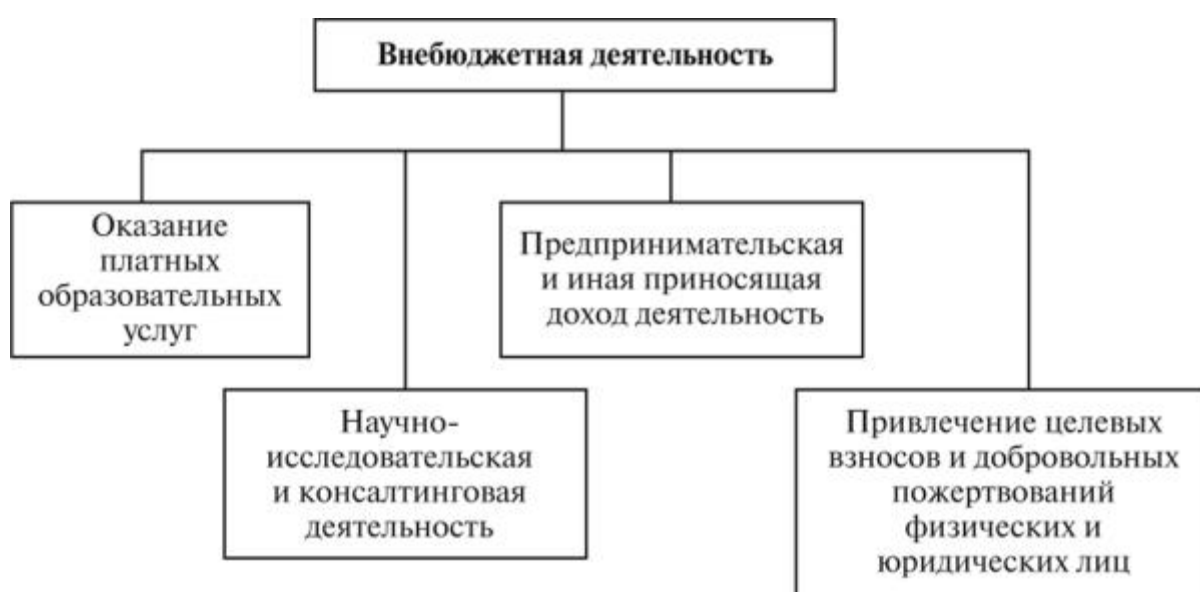 Внебюджетная деятельность
Оказание
платных
образовательных
услуг
Предпринимательская
и иная приносящая
доход деятельность
Научно-
исследовательская
и консалтинговая
деятельность
Привлечение целевых
взносов и добровольных
пожертвований
физических и
юридических лиц